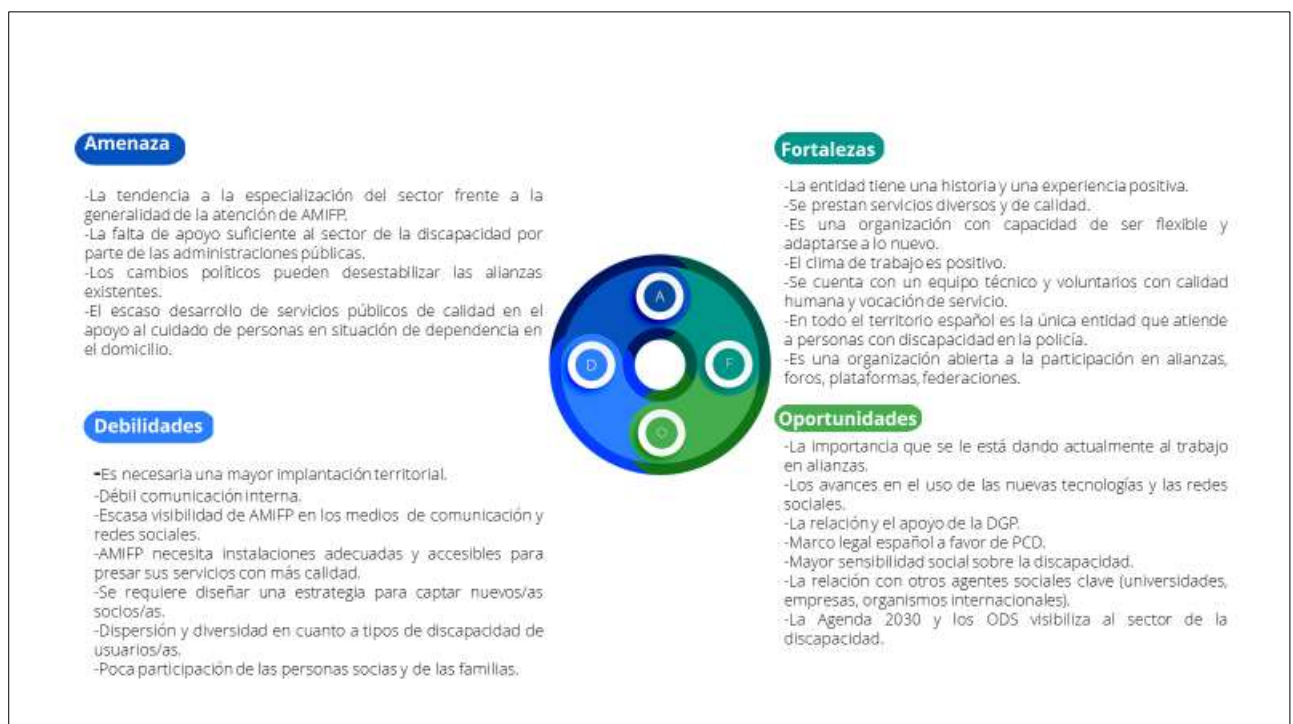 Amenaza
-La tendencia a la especialización del sector frente a la
generalidad de la atención de AMIFP.
-La falta de apoyo suficiente al sector de la discapacidad por
parte de las administraciones públicas.
-Los cambios políticos pueden desestabilizar las alianzas
existentes.
-El escaso desarrollo de servicios públicos de calidad en el
apoyo al cuidado de personas en situación de dependencia en
el domicilio.
Debilidades
-Es necesaria una mayor implantación territorial.
-Débil comunicación interna.
-Escasa visibilidad de AMIFP en los medios de comunicación y
redes sociales.
-AMIFP necesita instalaciones adecuadas y accesibles para
presar sus servicios con más calidad.
-Se requiere diseñar una estrategia para captar nuevos/as
socios/as.
-Dispersión y diversidad en cuanto a tipos de discapacidad de
usuarios/as.
-Poca participación de las personas socias y de las familias.
A
D
F
O
Fortalezas
-La entidad tiene una historia y una experiencia positiva.
-Se prestan servicios diversos y de calidad.
-Es una organización con capacidad de ser flexible y
adaptarse a lo nuevo.
-El clima de trabajo es positivo.
-Se cuenta con un equipo técnico y voluntarios con calidad
humana y vocación de servicio.
-En todo el territorio español es la única entidad que atiende
a personas con discapacidad en la policía.
-Es una organización abierta a la participación en alianzas,
foros, plataformas, federaciones.
Oportunidades
-La importancia que se le está dando actualmente al trabajo
en alianzas.
-Los avances en el uso de las nuevas tecnologías y las redes
sociales.
-La relación y el apoyo de la DGP.
-Marco legal español a favor de PCD.
-Mayor sensibilidad social sobre la discapacidad.
-La relación con otros agentes sociales clave (universidades,
empresas, organismos internacionales).
-La Agenda 2030 y los ODS visibiliza al sector de la
discapacidad.